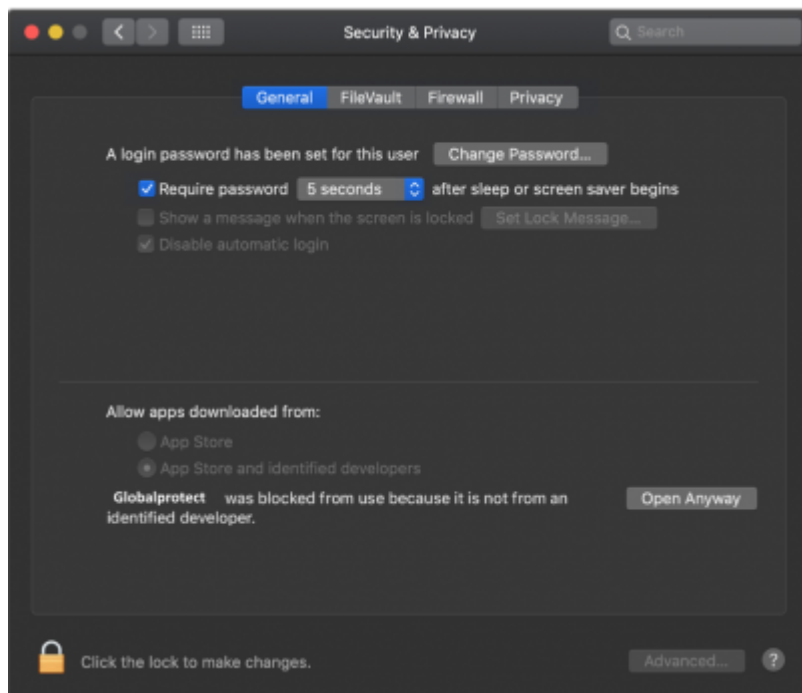 Security & Privacy
Search
General FileVault Firewall Privacy
A login password has been set for this user Change Password...
Require password 5 seconds after sleep or screen saver begins
Show a message when the screen is locked Set Lock Message...
Disable automatic login
Allow apps downloaded from:
App Store
App Store and identified developers
Globalprotect was blocked from use because it is not from an
identified developer.
Open Anyway
Click the lock to make changes.
Advanced...
?